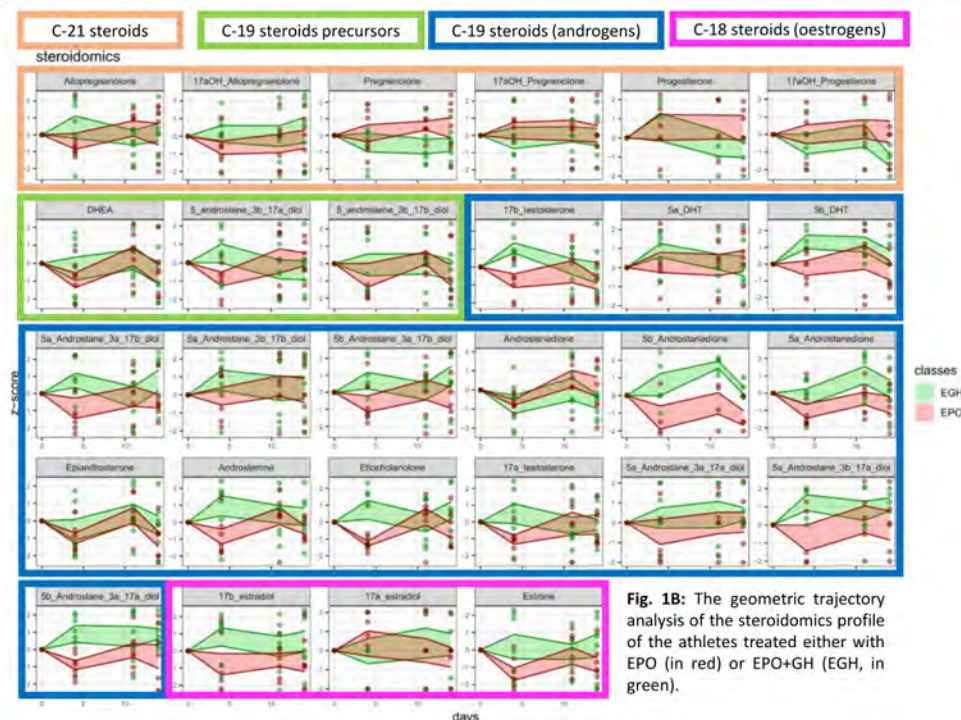 C-21 steroids
C-19 steroids precursors
C-19 steroids (androgens)
C-18 steroids (oestrogens)
steroidomics
Allopregnenolone 17aOH_Allopregnenolone Pregnenolone 17aOH_Pregnenolone Progesterone 17aOH_Progesterone
DHEA 5_androstene_3b_17a_diol 5_androstene_3b_17b_diol 17b_testosterone 5a_DHT 5b_DHT
5a_Androstane_3a_17b_diol 5a_Androstane_3b_17b_diol 5b_Androstane_3a_17b_diol Androstenedione 5b_Androstanedione 5a_Androstanedione
z-score
classes
EGH
EPO
Epiandrosterone Androsterone Etiocholanolone 17a_testosterone 5a_Androstane_3a_17a_diol 5a_Androstane_3b_17a_diol
5b_Androstane_3a_17a_diol 17b_estradiol 17a_estradiol Estrone
days
Fig. 1B: The geometric trajectory
analysis of the steroidomics profile
of the athletes treated either with
EPO (in red) or EPO+GH (EGH, in
green).